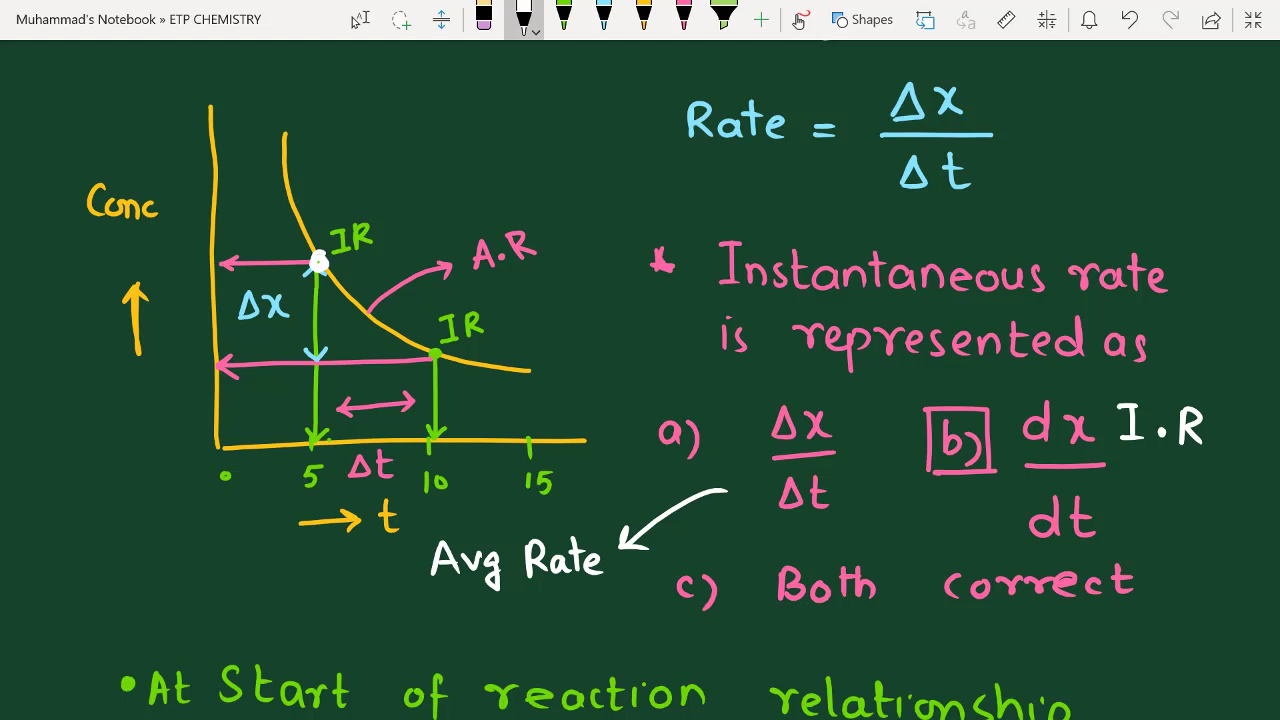 Muhammad's Notebook » ETP CHEMISTRY
Shapes
Rate = Δx / Δt
Conc
IR
A.R
Δx
IR
Δt
0 5 10 15
t
* Instantaneous rate
is represented as
a) Δx / Δt b) dx / dt I.R
Avg Rate
c) Both correct
• At Start of reaction relationship